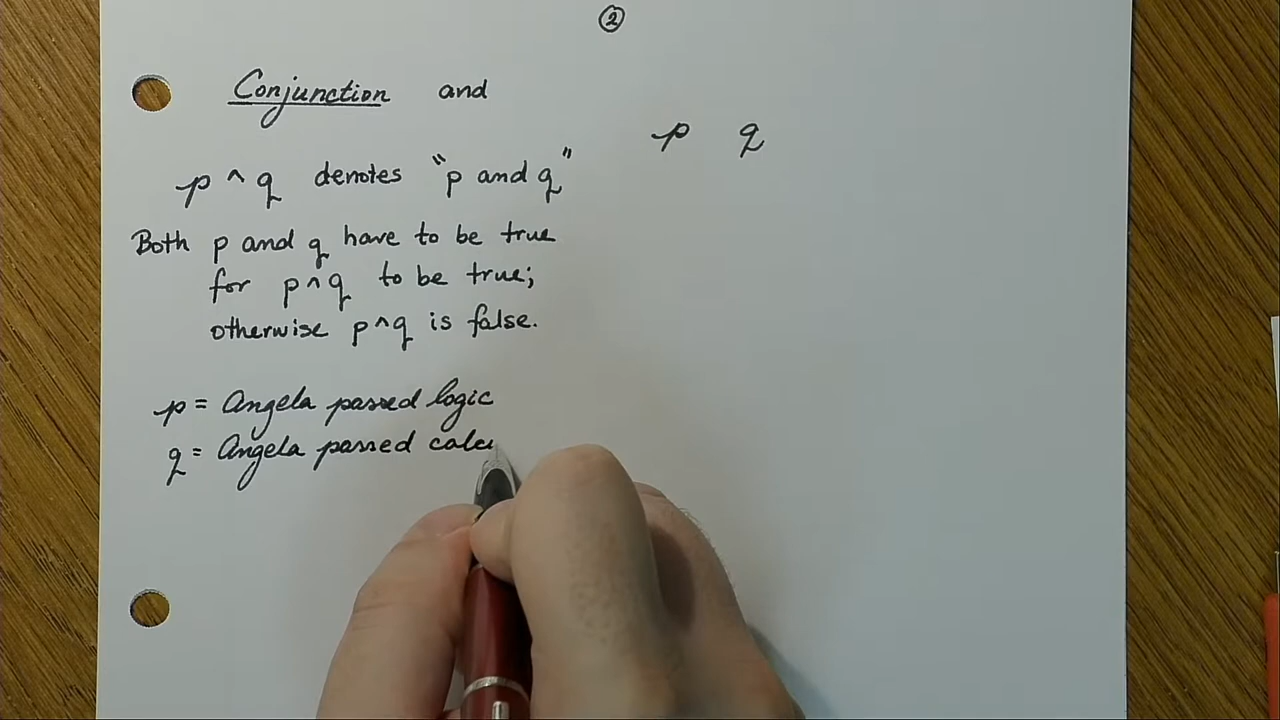 ②
Conjunction and
p q
p ^ q denotes "p and q"
Both p and q have to be true
for p ^ q to be true;
otherwise p ^ q is false.
p = Angela passed logic
q = Angela passed calcu